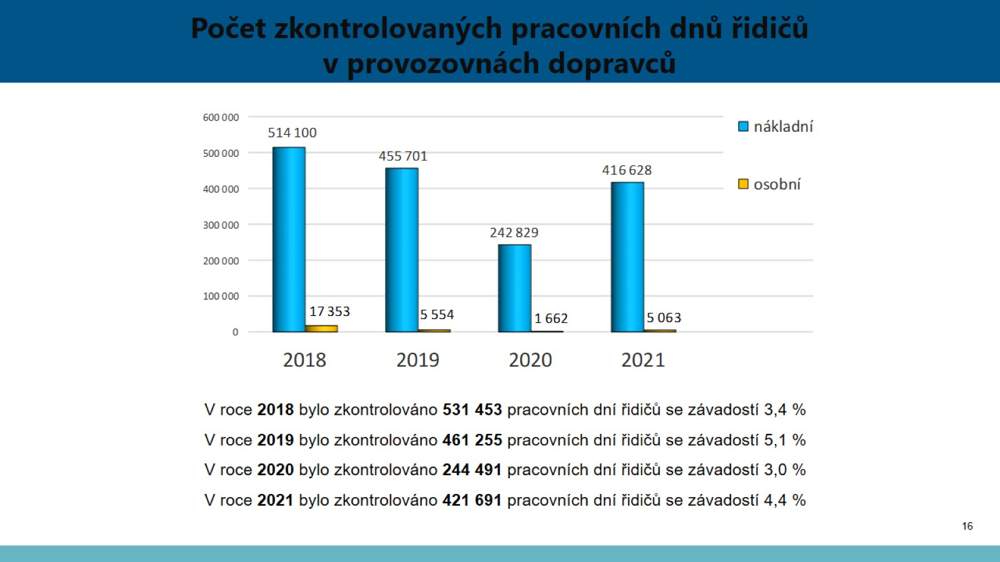 Počet zkontrolovaných pracovních dnů řidičů
v provozovnách dopravců
600 000
500 000
400 000
300 000
200 000
100 000
0
514 100
17 353
455 701
5 554
242 829
1 662
416 628
5 063
2018
2019
2020
2021
nákladní
osobní
V roce 2018 bylo zkontrolováno 531 453 pracovních dní řidičů se závadostí 3,4 %
V roce 2019 bylo zkontrolováno 461 255 pracovních dní řidičů se závadostí 5,1 %
V roce 2020 bylo zkontrolováno 244 491 pracovních dní řidičů se závadostí 3,0 %
V roce 2021 bylo zkontrolováno 421 691 pracovních dní řidičů se závadostí 4,4 %
16